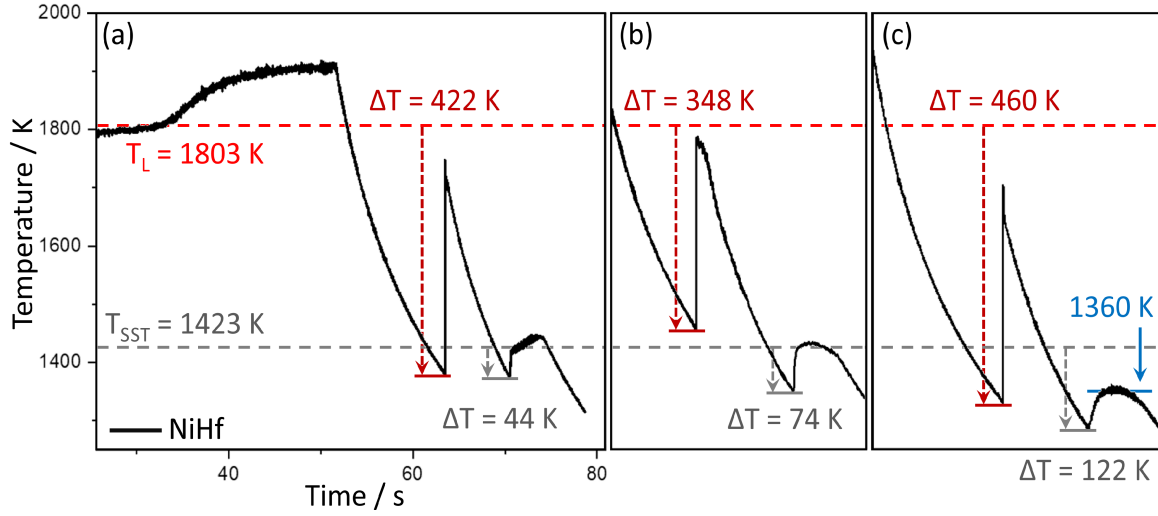 2000
1800
1600
1400
Temperature / K
40
60
80
Time / s
(a)
ΔT = 422 K
T_L = 1803 K
T_SST = 1423 K
ΔT = 44 K
NiHf
(b)
ΔT = 348 K
ΔT = 74 K
(c)
ΔT = 460 K
1360 K
ΔT = 122 K